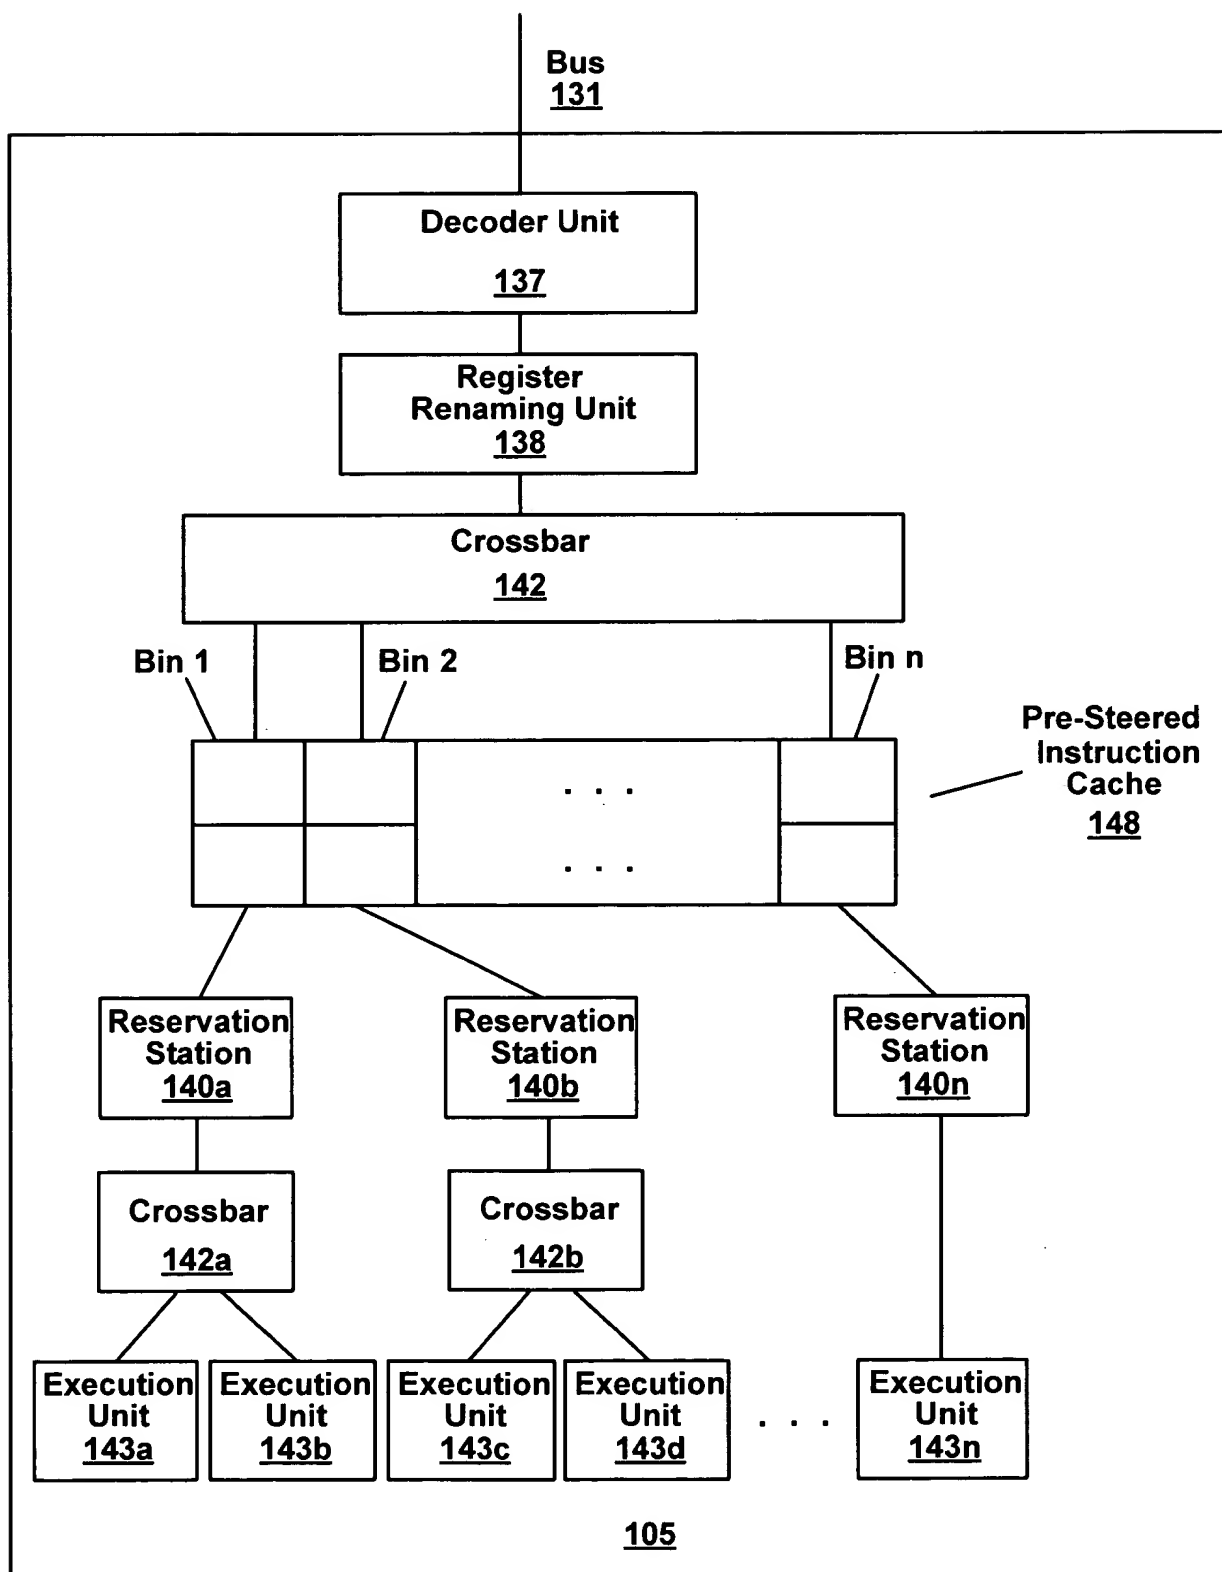 Bus
131
Decoder Unit
137
Register
Renaming Unit
138
Crossbar
142
Bin 1
Bin 2
Bin n
Pre-Steered
Instruction
Cache
148
. . .
. . .
Reservation
Station
140a
Reservation
Station
140b
Reservation
Station
140n
Crossbar
142a
Crossbar
142b
Execution
Unit
143a
Execution
Unit
143b
Execution
Unit
143c
Execution
Unit
143d
. . .
Execution
Unit
143n
105